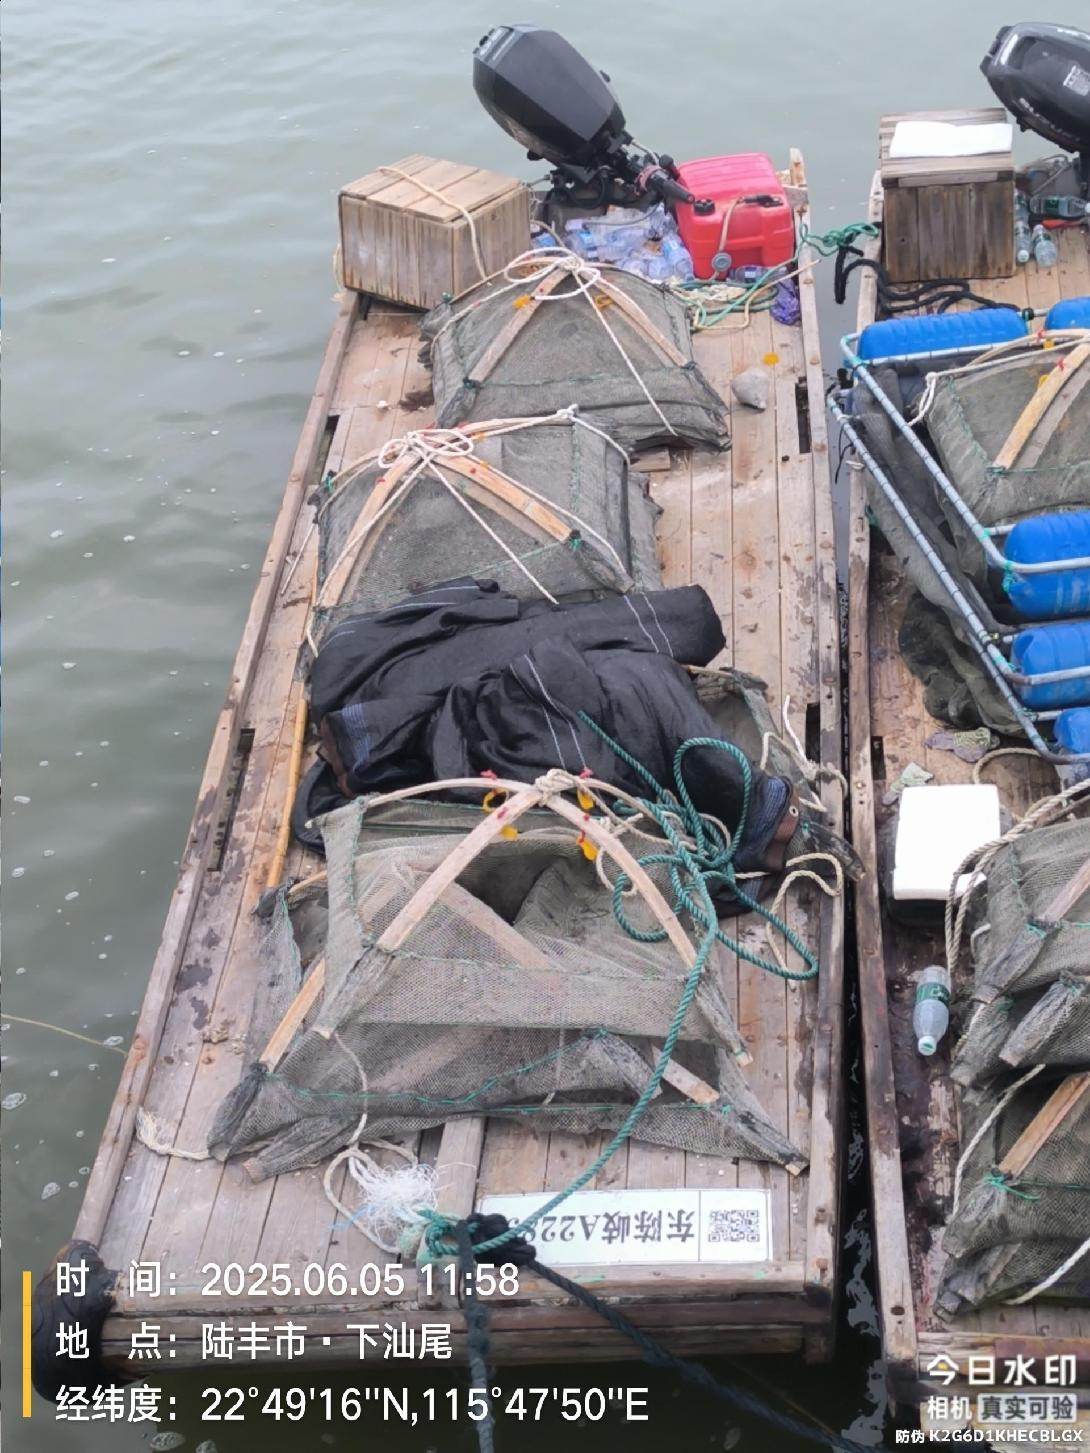 东陈岐A228
时 间：2025.06.05 11:58
地 点：陆丰市·下汕尾
经纬度：22°49'16"N,115°47'50"E
今日水印
相机 真实可验
防伪 K2G6D1KHECBLGX